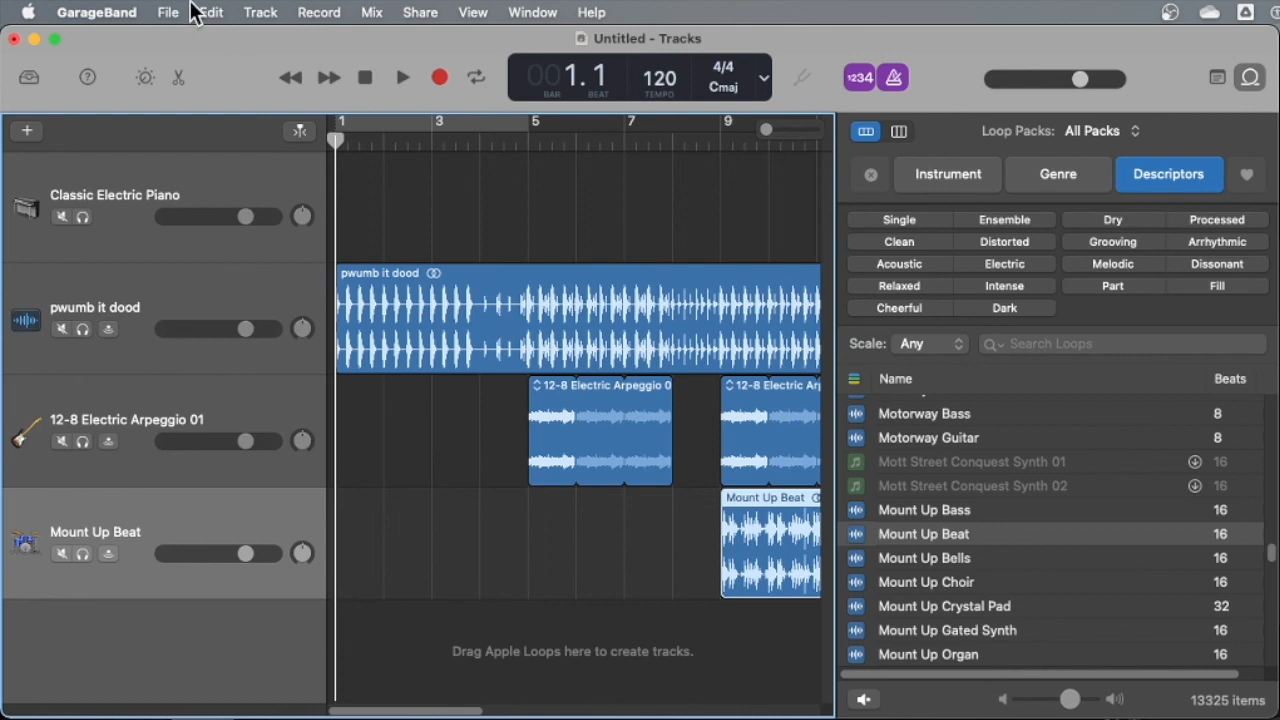 GarageBand File Edit Track Record Mix Share View Window Help
Untitled - Tracks
001.1 120 4/4 Cmaj 1234
BAR BEAT TEMPO
1 3 5 7 9
Loop Packs: All Packs
Instrument Genre Descriptors
Classic Electric Piano
Single Ensemble Dry Processed
Clean Distorted Grooving Arrhythmic
Acoustic Electric Melodic Dissonant
Relaxed Intense Part Fill
Cheerful Dark
pwumb it dood
pwumb it dood
Scale: Any Search Loops
Name Beats
12-8 Electric Arpeggio 0
12-8 Electric Ar
12-8 Electric Arpeggio 01
Motorway Bass 8
Motorway Guitar 8
Mott Street Conquest Synth 01 16
Mott Street Conquest Synth 02 16
Mount Up Beat
Mount Up Beat
Mount Up Bass 16
Mount Up Beat 16
Mount Up Bells 16
Mount Up Choir 16
Mount Up Crystal Pad 32
Mount Up Gated Synth 16
Mount Up Organ 16
Drag Apple Loops here to create tracks.
13325 items